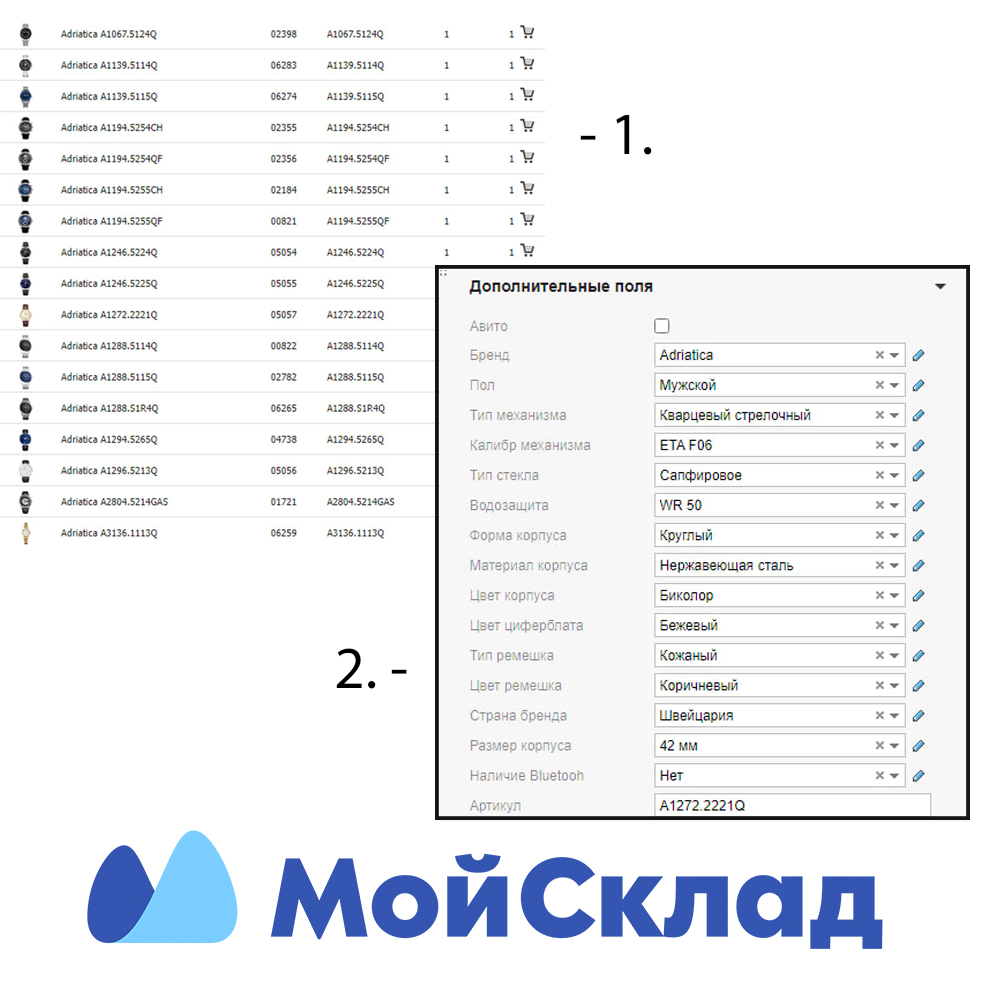 Adriatica A1067.5124Q 02398 A1067.5124Q 1 1
Adriatica A1139.5114Q 06283 A1139.5114Q 1 1
Adriatica A1139.5115Q 06274 A1139.5115Q 1 1
Adriatica A1194.5254CH 02355 A1194.5254CH 1 1
- 1.
Adriatica A1194.5254QF 02356 A1194.5254QF 1 1
Adriatica A1194.5255CH 02184 A1194.5255CH 1 1
Adriatica A1194.5255QF 00821 A1194.5255QF 1 1
Adriatica A1246.5224Q 05054 A1246.5224Q 1 1
Adriatica A1246.5225Q 05055 A1246.5225Q
Adriatica A1272.2221Q 05057 A1272.2221Q
Adriatica A1288.5114Q 00822 A1288.5114Q
Adriatica A1288.5115Q 02782 A1288.5115Q
Adriatica A1288.S1R4Q 06265 A1288.S1R4Q
Adriatica A1294.5265Q 04738 A1294.5265Q
Adriatica A1296.5213Q 05056 A1296.5213Q
Adriatica A2804.5214GAS 01721 A2804.5214GAS
Adriatica A3136.1113Q 06259 A3136.1113Q
2. -
Дополнительные поля
Авито
Бренд Adriatica
Пол Мужской
Тип механизма Кварцевый стрелочный
Калибр механизма ETA F06
Тип стекла Сапфировое
Водозащита WR 50
Форма корпуса Круглый
Материал корпуса Нержавеющая сталь
Цвет корпуса Биколор
Цвет циферблата Бежевый
Тип ремешка Кожаный
Цвет ремешка Коричневый
Страна бренда Швейцария
Размер корпуса 42 мм
Наличие Bluetooh Нет
Артикул A1272.2221Q
МойСклад